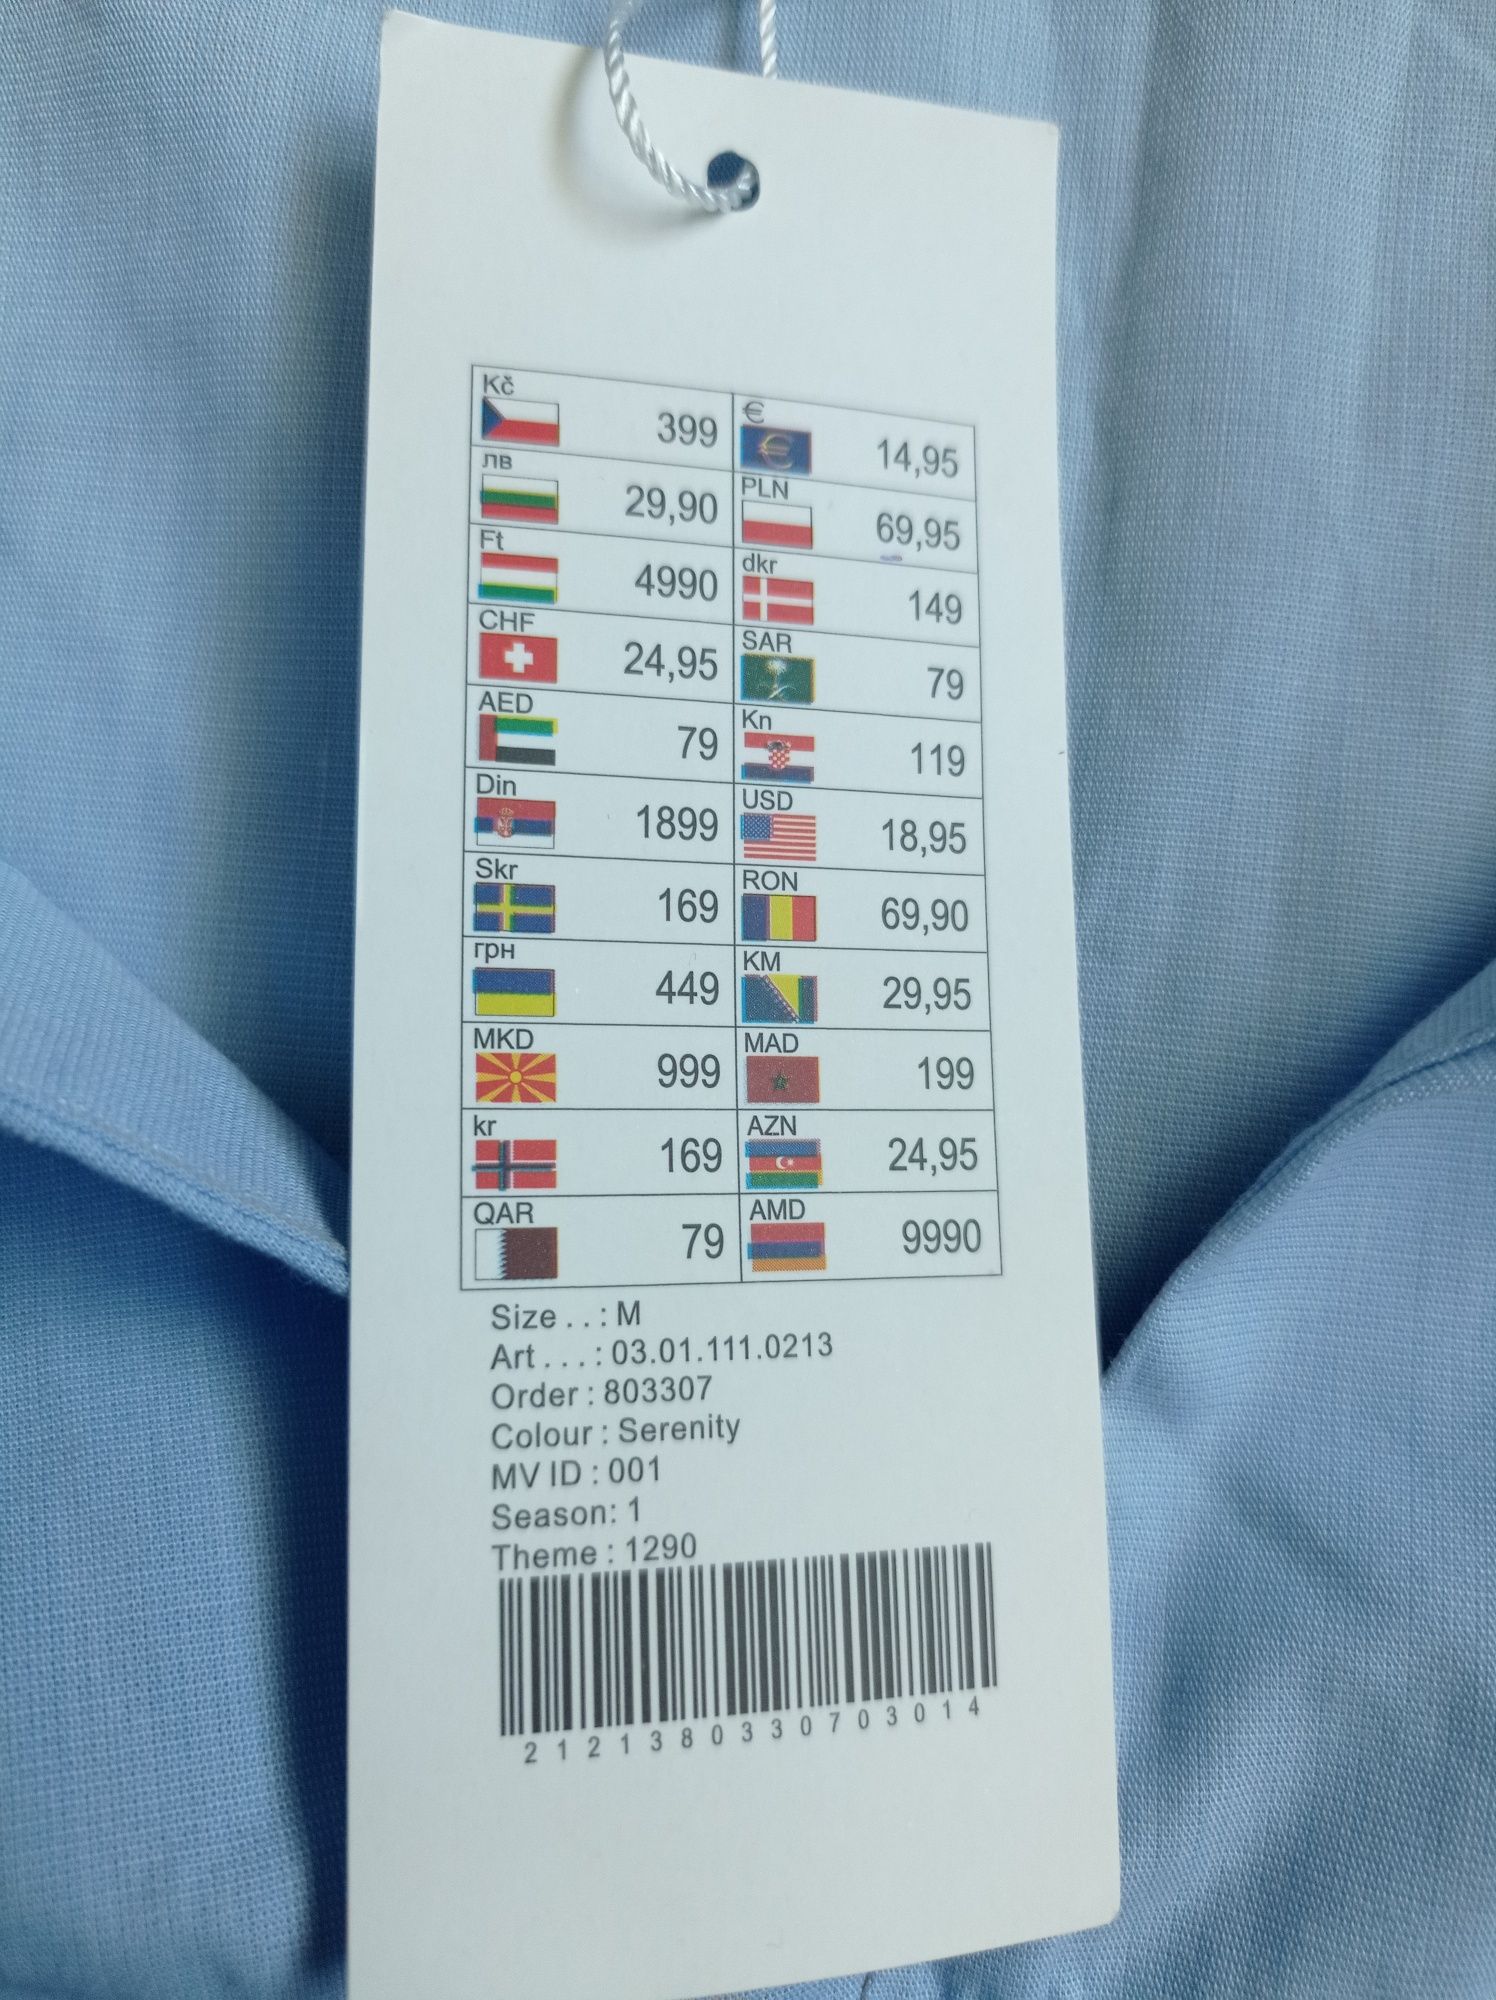 Kč 399 € 14,95
лв 29,90 PLN 69,95
Ft 4990 dkr 149
CHF 24,95 SAR 79
AED 79 Kn 119
Din 1899 USD 18,95
Skr 169 RON 69,90
грн 449 KM 29,95
MKD 999 MAD 199
kr 169 AZN 24,95
QAR 79 AMD 9990
Size . . : M
Art . . . : 03.01.111.0213
Order : 803307
Colour : Serenity
MV ID : 001
Season: 1
Theme : 1290
2121380330703014